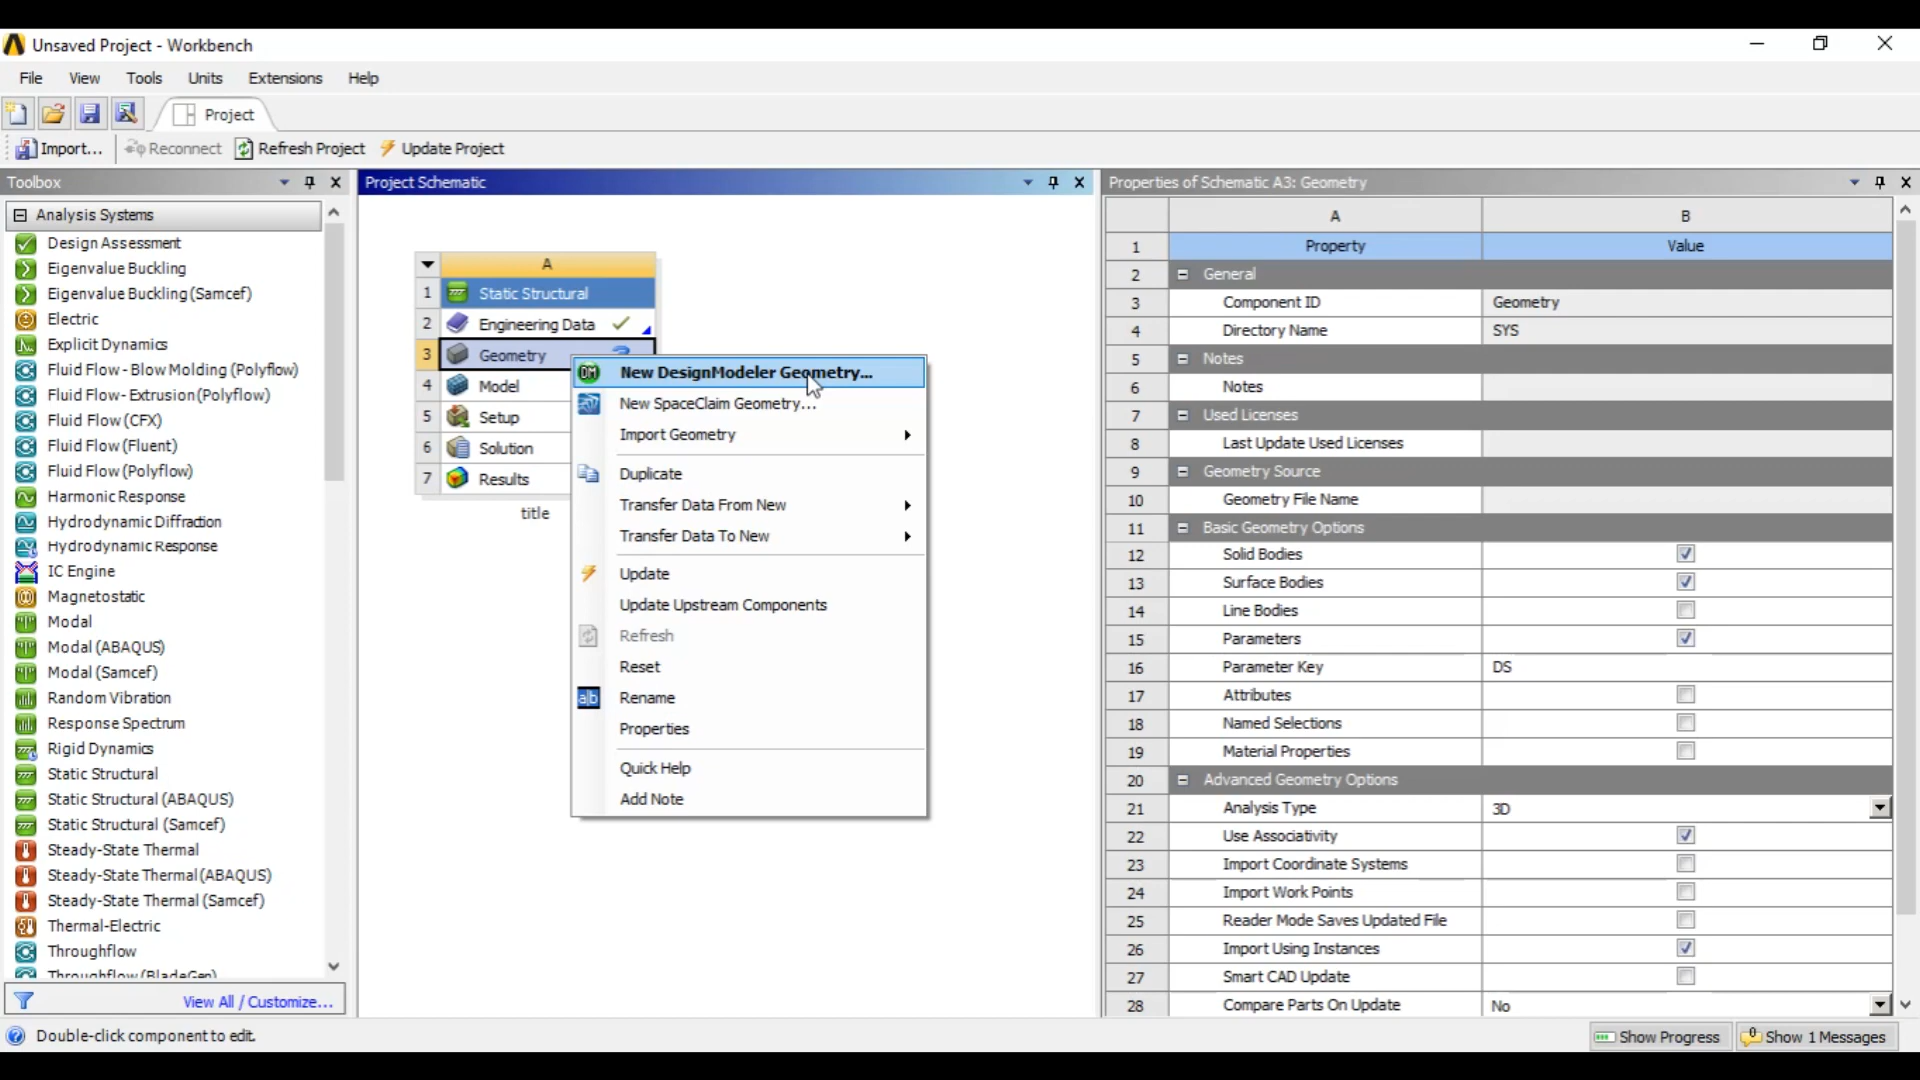 Unsaved Project - Workbench
File View Tools Units Extensions Help
Project
Import... Reconnect Refresh Project Update Project
Toolbox
Analysis Systems
Design Assessment
Eigenvalue Buckling
Eigenvalue Buckling (Samcef)
Electric
Explicit Dynamics
Fluid Flow - Blow Molding (Polyflow)
Fluid Flow - Extrusion (Polyflow)
Fluid Flow (CFX)
Fluid Flow (Fluent)
Fluid Flow (Polyflow)
Harmonic Response
Hydrodynamic Diffraction
Hydrodynamic Response
IC Engine
Magnetostatic
Modal
Modal (ABAQUS)
Modal (Samcef)
Random Vibration
Response Spectrum
Rigid Dynamics
Static Structural
Static Structural (ABAQUS)
Static Structural (Samcef)
Steady-State Thermal
Steady-State Thermal (ABAQUS)
Steady-State Thermal (Samcef)
Thermal-Electric
Throughflow
Throughflow (BladeGen)
View All / Customize...
Project Schematic
A
1 Static Structural
2 Engineering Data
3 Geometry
4 Model
5 Setup
6 Solution
7 Results
title
New DesignModeler Geometry...
New SpaceClaim Geometry...
Import Geometry
Duplicate
Transfer Data From New
Transfer Data To New
Update
Update Upstream Components
Refresh
Reset
a|b Rename
Properties
Quick Help
Add Note
Properties of Schematic A3: Geometry
A B
1 Property Value
2 General
3 Component ID Geometry
4 Directory Name SYS
5 Notes
6 Notes
7 Used Licenses
8 Last Update Used Licenses
9 Geometry Source
10 Geometry File Name
11 Basic Geometry Options
12 Solid Bodies
13 Surface Bodies
14 Line Bodies
15 Parameters
16 Parameter Key DS
17 Attributes
18 Named Selections
19 Material Properties
20 Advanced Geometry Options
21 Analysis Type 3D
22 Use Associativity
23 Import Coordinate Systems
24 Import Work Points
25 Reader Mode Saves Updated File
26 Import Using Instances
27 Smart CAD Update
28 Compare Parts On Update No
Double-click component to edit.
Show Progress Show 1 Messages